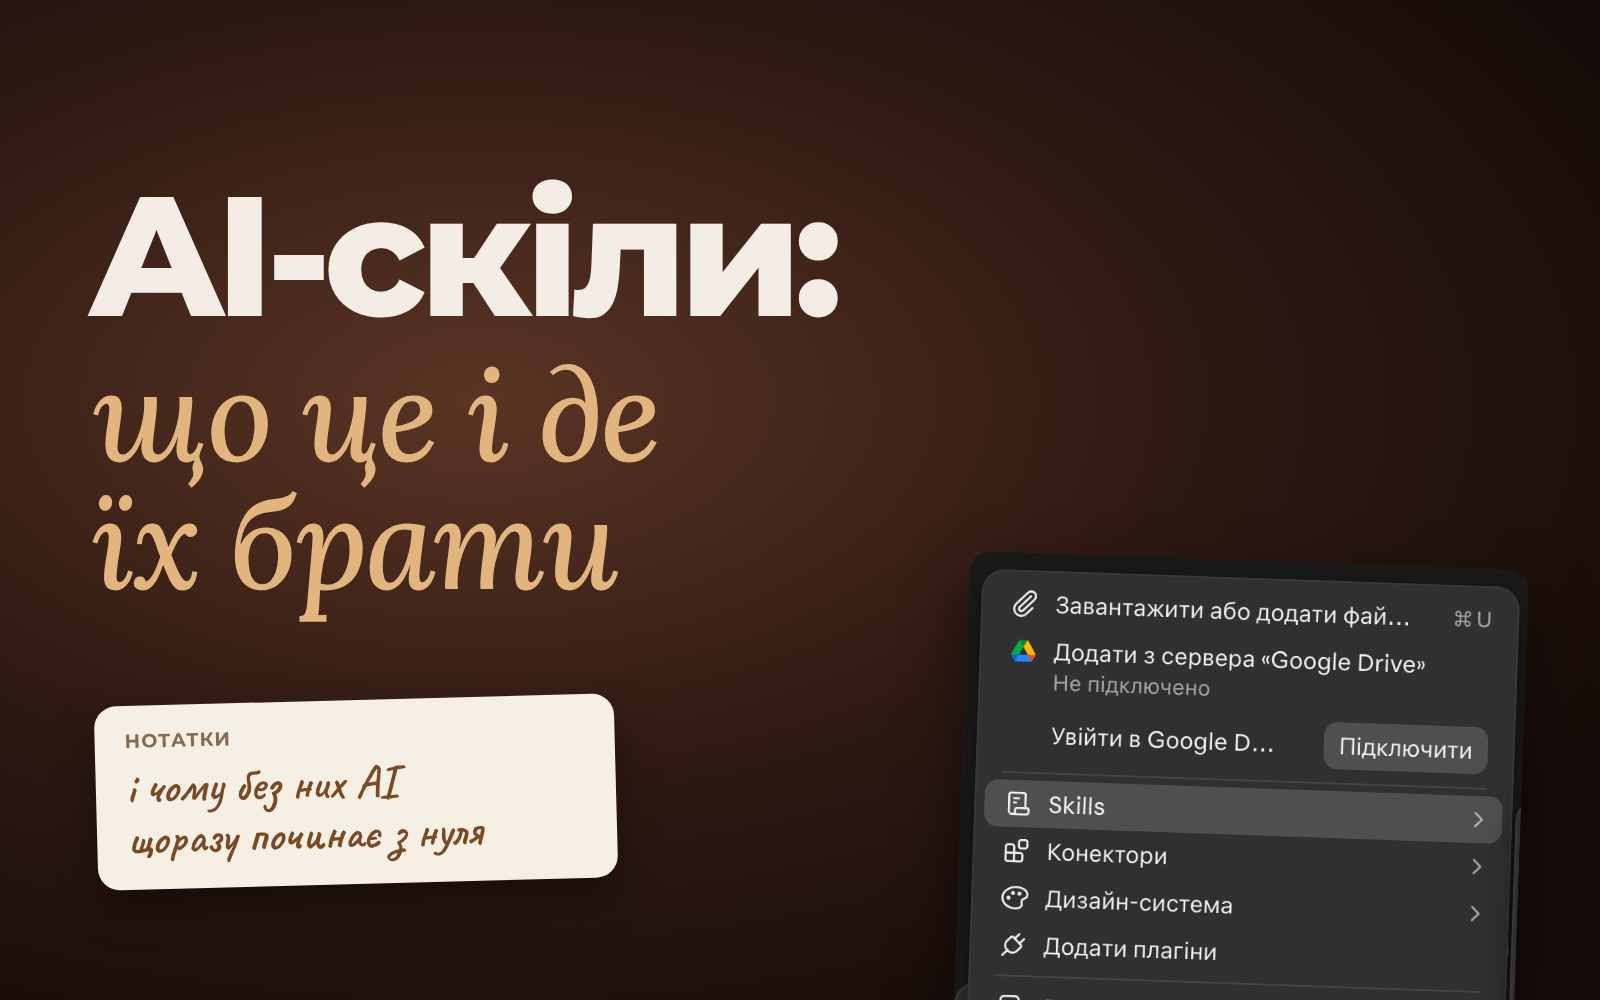 AI-скіли:
що це і де
їх брати
НОТАТКИ
і чому без них AI
щоразу починає з нуля
Завантажити або додати фай... ⌘U
Додати з сервера «Google Drive»
Не підключено
Увійти в Google D... Підключити
Skills
Конектори
Дизайн-система
Додати плагіни